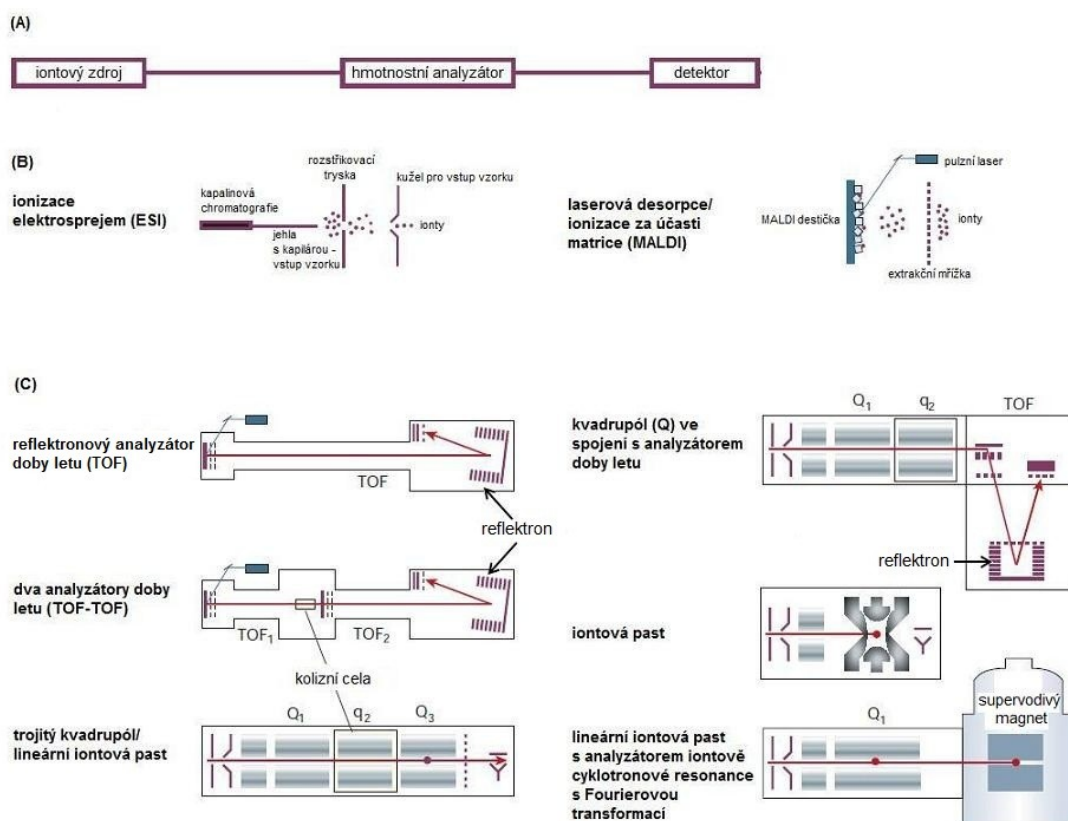 (A)
iontový zdroj
hmotnostní analyzátor
detektor
(B)
ionizace
elektrosprejem (ESI)
kapalinová
chromatografie
rozstřikovací
tryska
kužel pro vstup vzorku
ionty
jehla
s kapilárou -
vstup vzorku
laserová desorpce/
ionizace za účasti
matrice (MALDI)
pulzní laser
MALDI destička
ionty
extrakční mřížka
(C)
reflektronový analyzátor
doby letu (TOF)
TOF
reflektron
dva analyzátory doby
letu (TOF-TOF)
TOF1
TOF2
kolizní cela
trojitý kvadrupól/
lineární iontová past
Q1
q2
Q3
kvadrupól (Q) ve
spojení s analyzátorem
doby letu
Q1
q2
TOF
reflektron
iontová past
lineární iontová past
s analyzátorem iontově
cyklotronové resonance
s Fourierovou
transformací
Q1
supervodivý
magnet